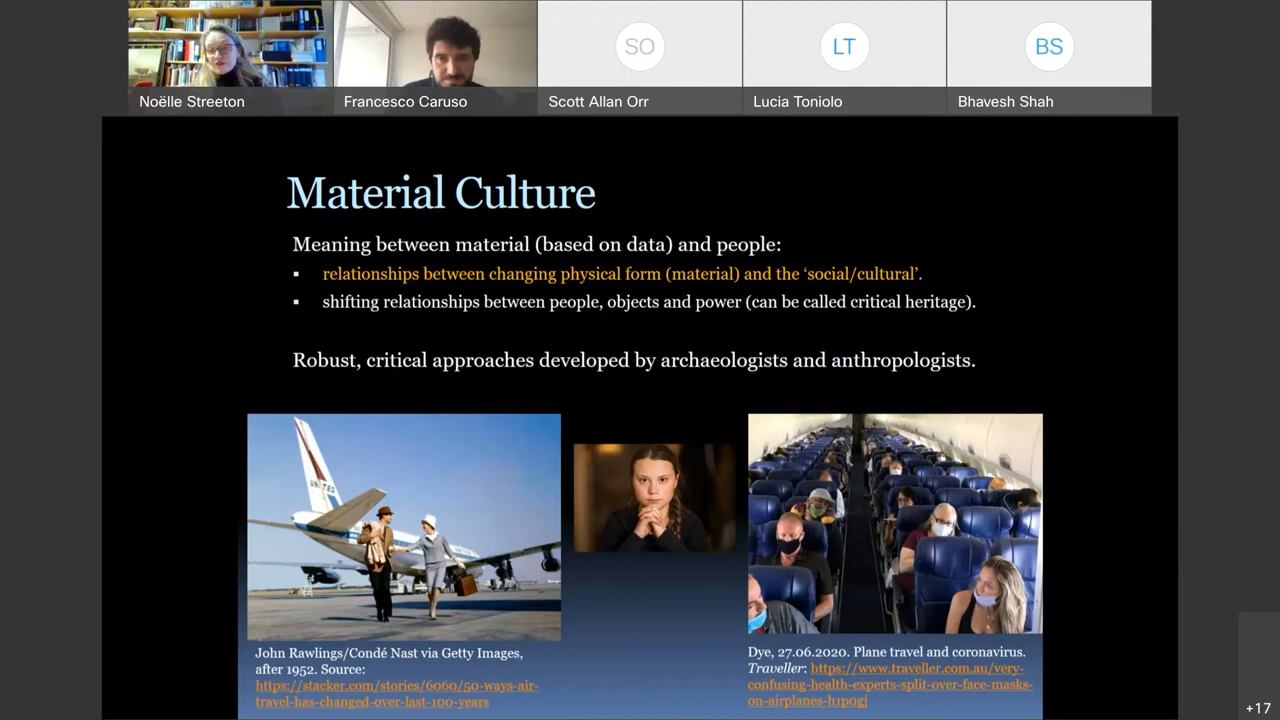 SO
LT
BS
Noëlle Streeton
Francesco Caruso
Scott Allan Orr
Lucia Toniolo
Bhavesh Shah
Material Culture
Meaning between material (based on data) and people:
▪ relationships between changing physical form (material) and the ‘social/cultural’.
▪ shifting relationships between people, objects and power (can be called critical heritage).
Robust, critical approaches developed by archaeologists and anthropologists.
UNITED
John Rawlings/Condé Nast via Getty Images,
after 1952. Source:
https://stacker.com/stories/6060/50-ways-air-
travel-has-changed-over-last-100-years
Dye, 27.06.2020. Plane travel and coronavirus.
Traveller: https://www.traveller.com.au/very-
confusing-health-experts-split-over-face-masks-
on-airplanes-h1p0gj
+17